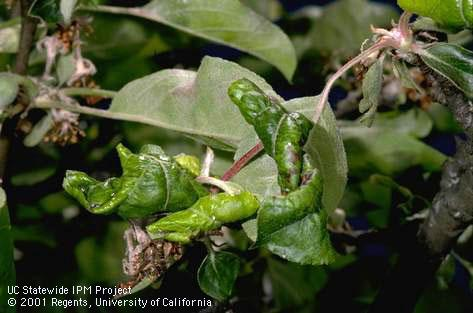 UC Statewide IPM Project
© 2001 Regents, University of California